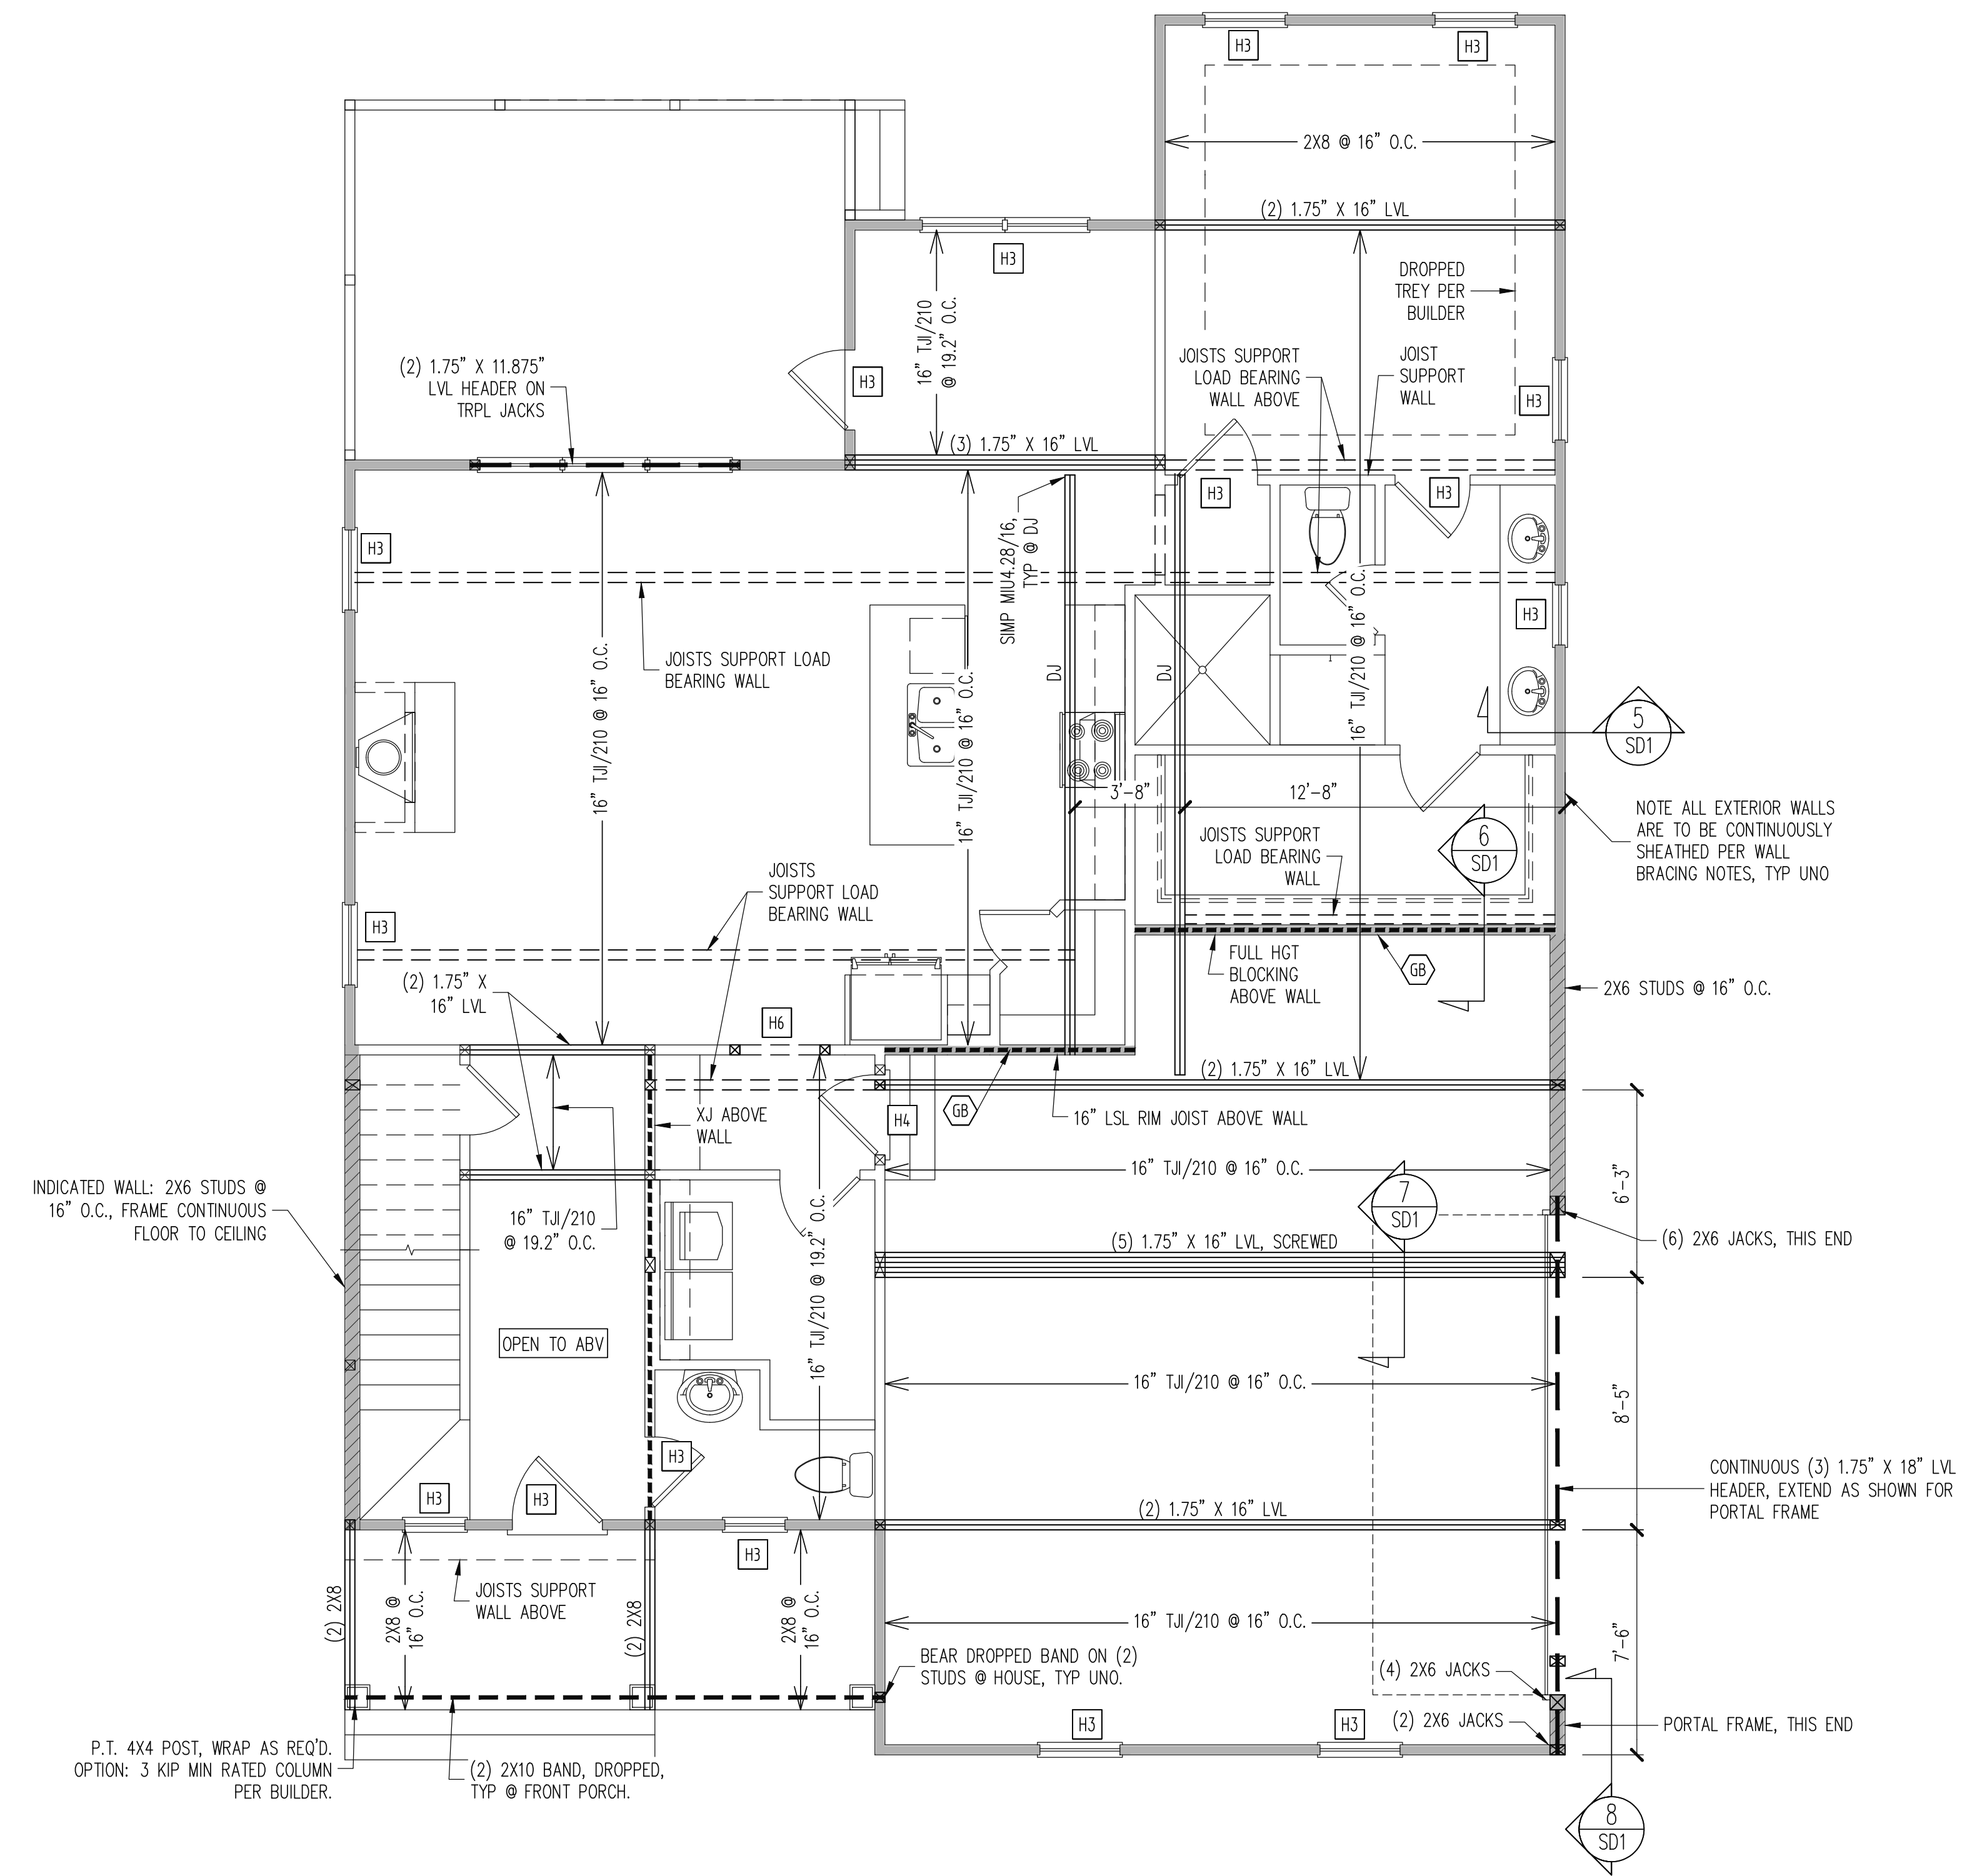 H3
H3
2X8 @ 16" O.C.
(2) 1.75" X 16" LVL
H3
DROPPED
TREY PER
BUILDER
16" TJI/210
@ 19.2" O.C.
(2) 1.75" X 11.875"
LVL HEADER ON
TRPL JACKS
H3
JOISTS SUPPORT
LOAD BEARING
WALL ABOVE
JOIST
SUPPORT
WALL
H3
(3) 1.75" X 16" LVL
H3
H3
H3
SIMP MIU4.28/16,
TYP @ DJ
H3
JOISTS SUPPORT LOAD
BEARING WALL
16" TJI/210 @ 16" O.C.
16" TJI/210 @ 16" O.C.
DJ
DJ
16" TJI/210 @ 16" O.C.
5
SD1
3'-8"
12'-8"
NOTE ALL EXTERIOR WALLS
ARE TO BE CONTINUOUSLY
SHEATHED PER WALL
BRACING NOTES, TYP UNO
6
SD1
JOISTS SUPPORT
LOAD BEARING
WALL
JOISTS
SUPPORT LOAD
BEARING WALL
H3
FULL HGT
BLOCKING
ABOVE WALL
GB
2X6 STUDS @ 16" O.C.
(2) 1.75" X
16" LVL
H6
(2) 1.75" X 16" LVL
XJ ABOVE
WALL
H4
GB
16" LSL RIM JOIST ABOVE WALL
16" TJI/210 @ 16" O.C.
6'-3"
INDICATED WALL: 2X6 STUDS @
16" O.C., FRAME CONTINUOUS
FLOOR TO CEILING
16" TJI/210
@ 19.2" O.C.
7
SD1
(5) 1.75" X 16" LVL, SCREWED
(6) 2X6 JACKS, THIS END
16" TJI/210 @ 19.2" O.C.
OPEN TO ABV
16" TJI/210 @ 16" O.C.
8'-5"
H3
H3
H3
CONTINUOUS (3) 1.75" X 18" LVL
HEADER, EXTEND AS SHOWN FOR
PORTAL FRAME
(2) 1.75" X 16" LVL
H3
(2) 2X8
2X8 @
16" O.C.
JOISTS SUPPORT
WALL ABOVE
(2) 2X8
2X8 @
16" O.C.
16" TJI/210 @ 16" O.C.
7'-6"
BEAR DROPPED BAND ON (2)
STUDS @ HOUSE, TYP UNO.
(4) 2X6 JACKS
H3
H3
(2) 2X6 JACKS
PORTAL FRAME, THIS END
P.T. 4X4 POST, WRAP AS REQ'D.
OPTION: 3 KIP MIN RATED COLUMN
PER BUILDER.
(2) 2X10 BAND, DROPPED,
TYP @ FRONT PORCH.
8
SD1